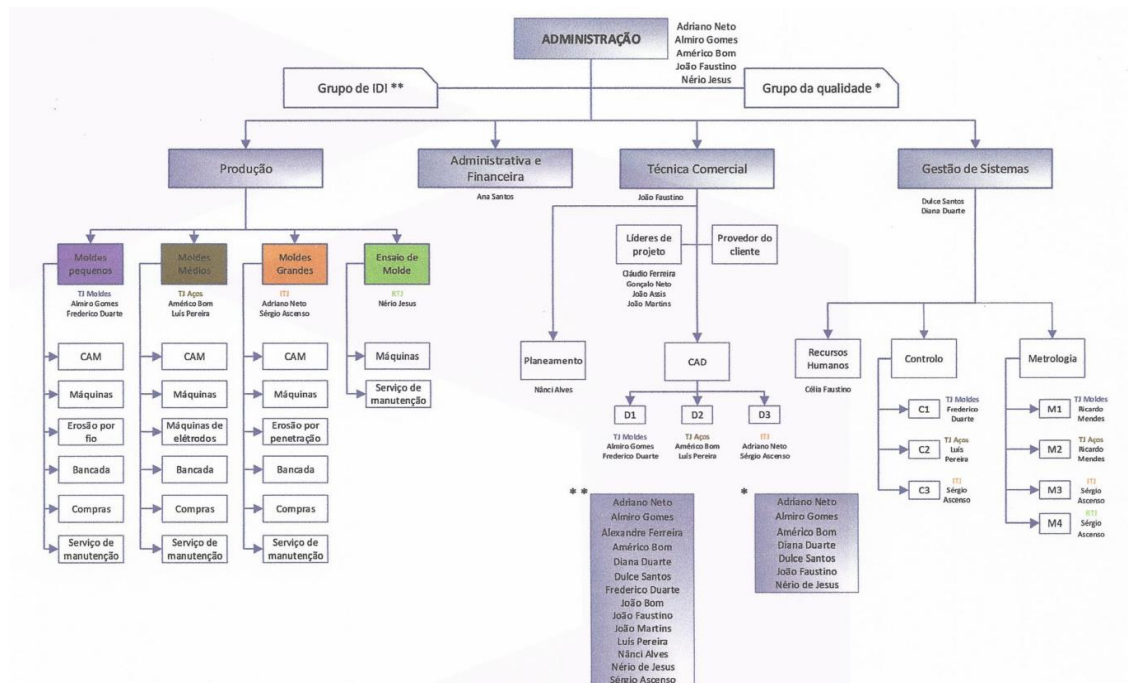 ADMINISTRAÇÃO
Adriano Neto
Almiro Gomes
Américo Bom
João Faustino
Nério Jesus
Grupo de IDI **
Grupo da qualidade *
Produção
Administrativa e
Financeira
Ana Santos
Técnica Comercial
João Faustino
Gestão de Sistemas
Dulce Santos
Diana Duarte
Moldes
pequenos
TJ Moldes
Almiro Gomes
Frederico Duarte
CAM
Máquinas
Erosão por
fio
Bancada
Compras
Serviço de
manutenção
Moldes
Médios
TJ Aços
Américo Bom
Luís Pereira
CAM
Máquinas
Máquinas de
elétrodos
Bancada
Compras
Serviço de
manutenção
Moldes
Grandes
ITJ
Adriano Neto
Sérgio Ascenso
CAM
Máquinas
Erosão por
penetração
Bancada
Compras
Serviço de
manutenção
Ensaio de
Molde
RTJ
Nério Jesus
Máquinas
Serviço de
manutenção
Líderes de
projeto
Cláudio Ferreira
Gonçalo Neto
João Assis
João Martins
Provedor do
cliente
Planeamento
Nânci Alves
CAD
D1
TJ Moldes
Almiro Gomes
Frederico Duarte
D2
TJ Aços
Américo Bom
Luís Pereira
D3
ITJ
Adriano Neto
Sérgio Ascenso
Recursos
Humanos
Célia Faustino
Controlo
C1
TJ Moldes
Frederico
Duarte
C2
TJ Aços
Luís
Pereira
C3
ITJ
Sérgio
Ascenso
Metrologia
M1
TJ Moldes
Ricardo
Mendes
M2
TJ Aços
Ricardo
Mendes
M3
ITJ
Sérgio
Ascenso
M4
RTJ
Sérgio
Ascenso
**
Adriano Neto
Almiro Gomes
Alexandre Ferreira
Américo Bom
Diana Duarte
Dulce Santos
Frederico Duarte
João Bom
João Faustino
João Martins
Luís Pereira
Nânci Alves
Nério de Jesus
Sérgio Ascenso
*
Adriano Neto
Almiro Gomes
Américo Bom
Diana Duarte
Dulce Santos
João Faustino
Nério de Jesus